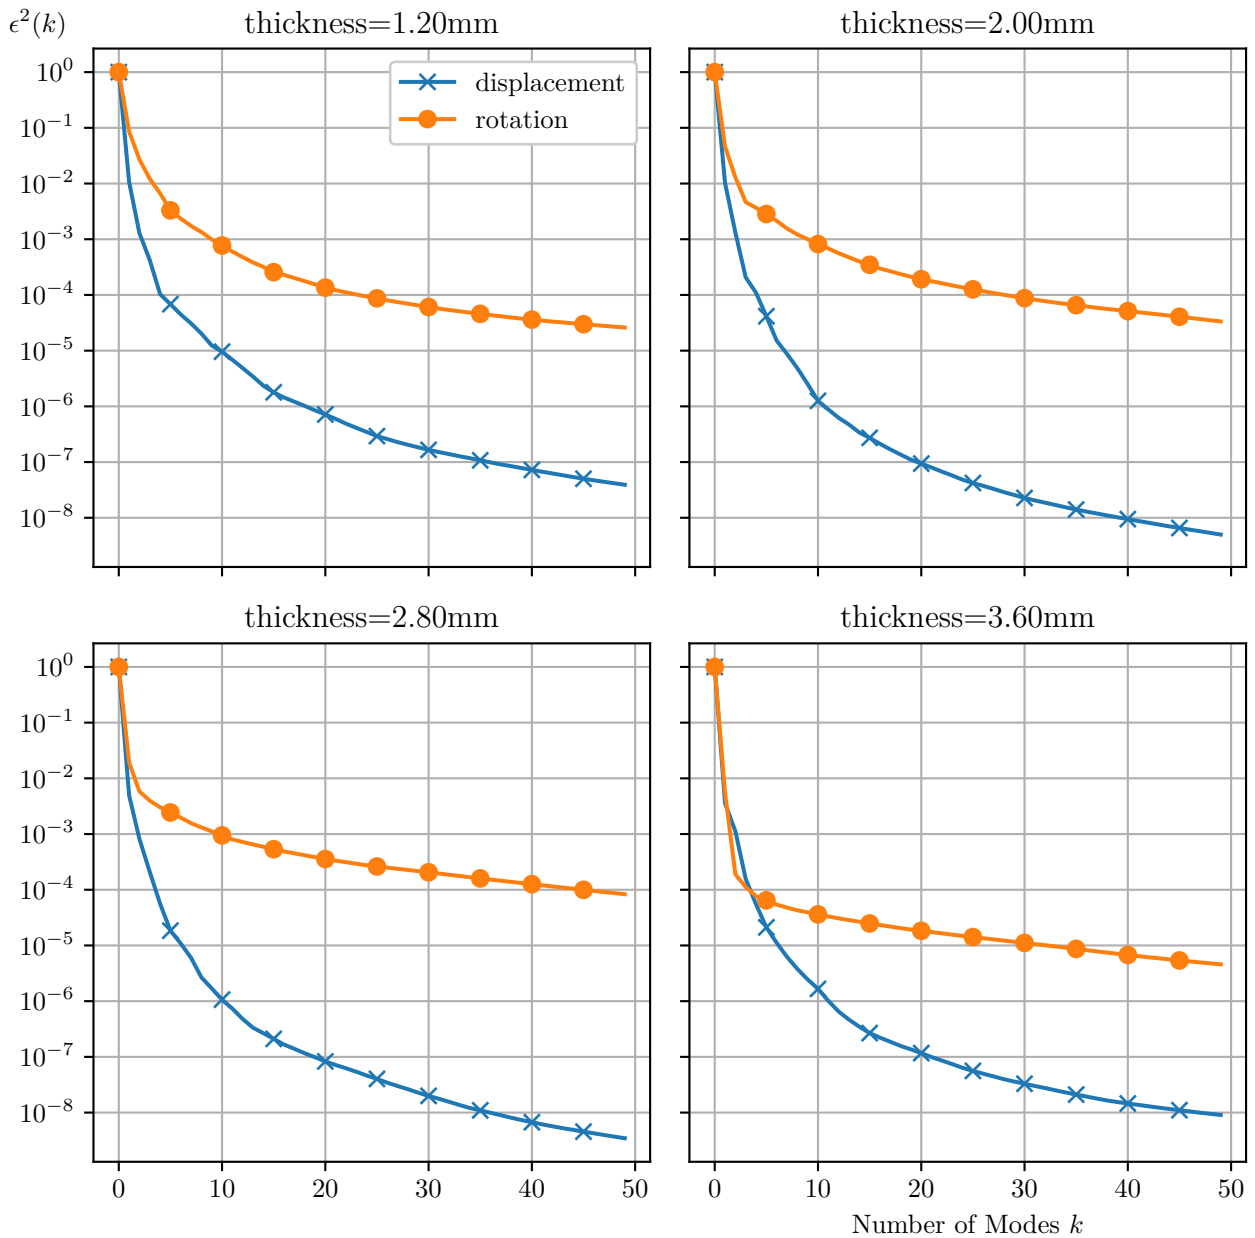 ϵ²(k)
thickness=1.20mm
thickness=2.00mm
displacement
rotation
10⁰
10⁻¹
10⁻²
10⁻³
10⁻⁴
10⁻⁵
10⁻⁶
10⁻⁷
10⁻⁸
thickness=2.80mm
thickness=3.60mm
10⁰
10⁻¹
10⁻²
10⁻³
10⁻⁴
10⁻⁵
10⁻⁶
10⁻⁷
10⁻⁸
0 10 20 30 40 50
0 10 20 30 40 50
Number of Modes k